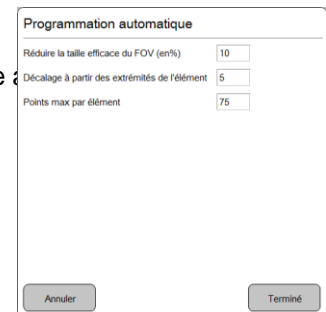 Programmation automatique
Réduire la taille efficace du FOV (en%) 10
Décalage à partir des extrémités de l'élément 5
Points max par élément 75
Annuler Terminé